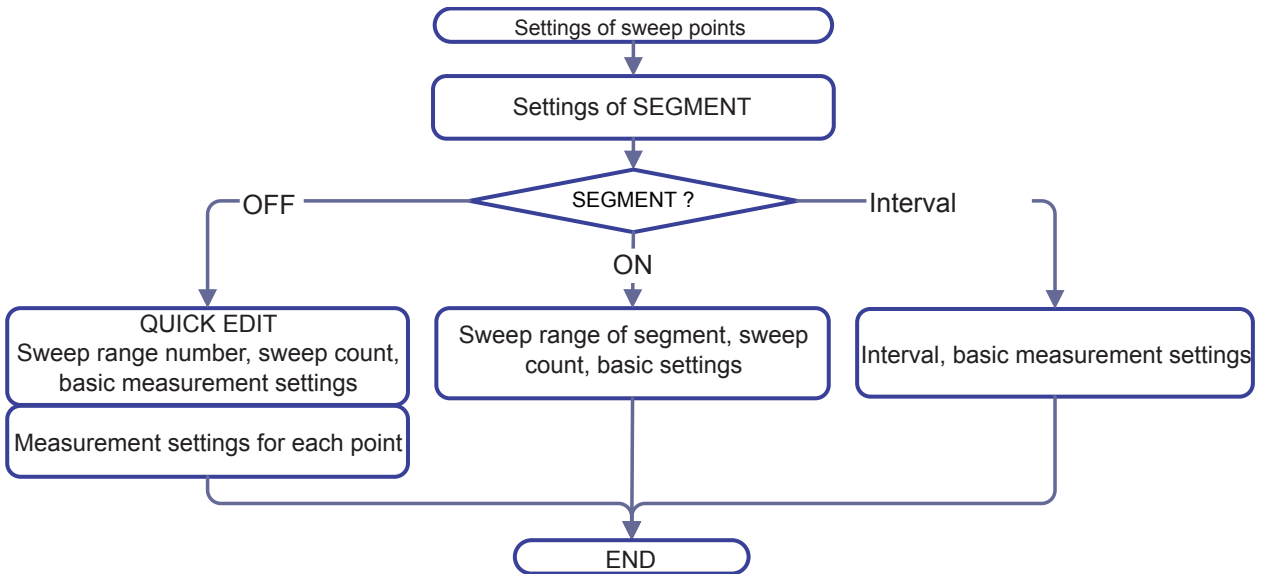 Settings of sweep points
Settings of SEGMENT
SEGMENT ?
OFF
Interval
ON
QUICK EDIT
Sweep range number, sweep count,
basic measurement settings
Sweep range of segment, sweep
count, basic settings
Interval, basic measurement settings
Measurement settings for each point
END